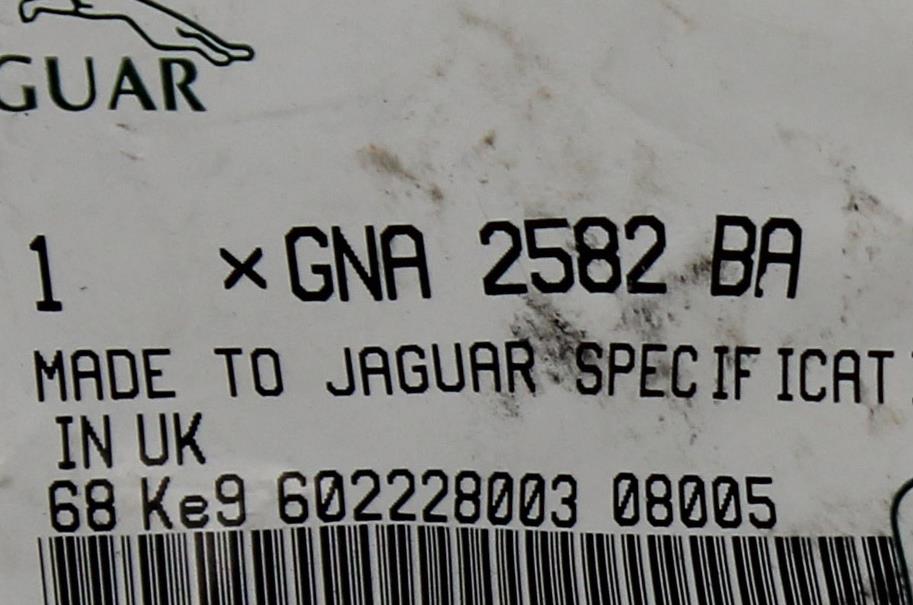 GUAR
1 ×GNA 2582 BA
MADE TO JAGUAR SPECIFICAT
IN UK
68 Ke9 602228003 08005